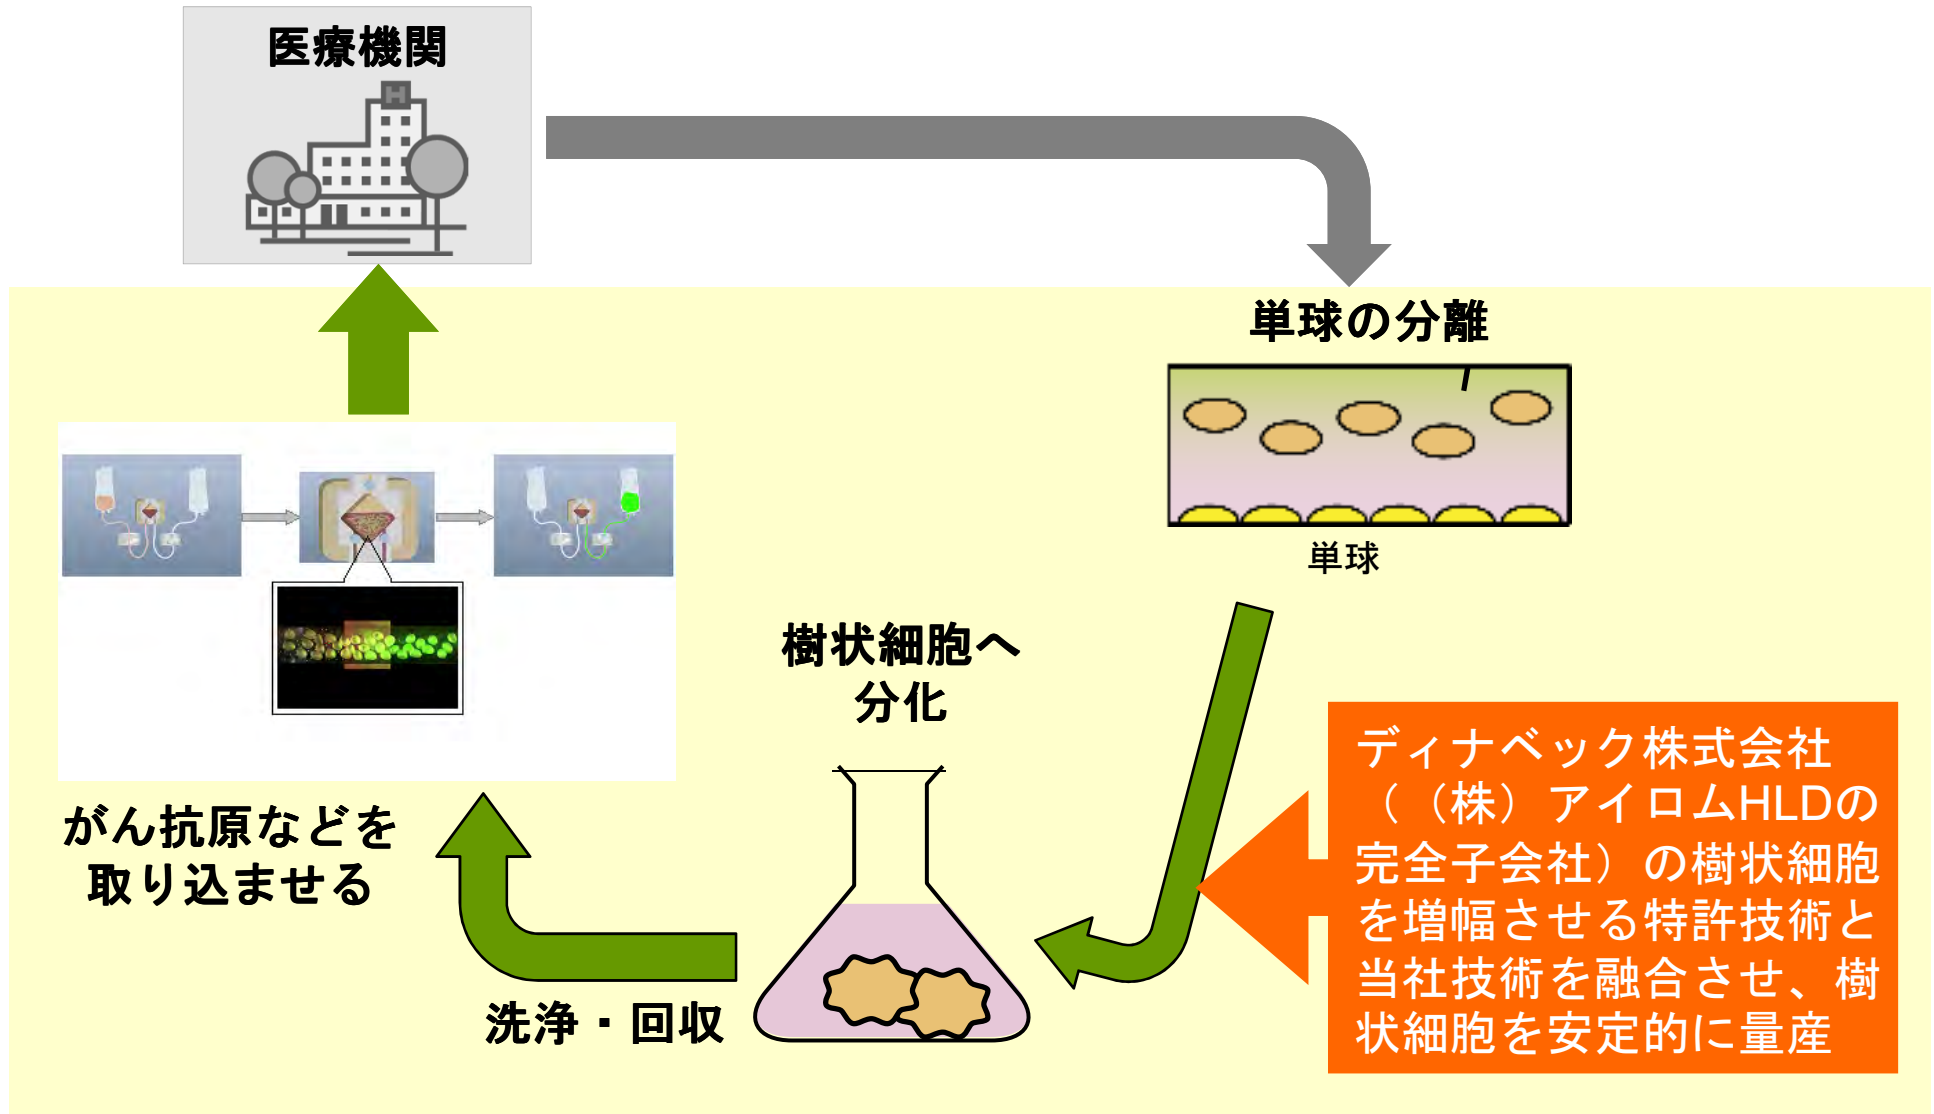 医療機関
H
単球の分離
単球
樹状細胞へ
分化
ディナベック株式会社
（（株）アイロムHLDの
完全子会社）の樹状細胞
を増幅させる特許技術と
当社技術を融合させ、樹
状細胞を安定的に量産
がん抗原などを
取り込ませる
洗浄・回収